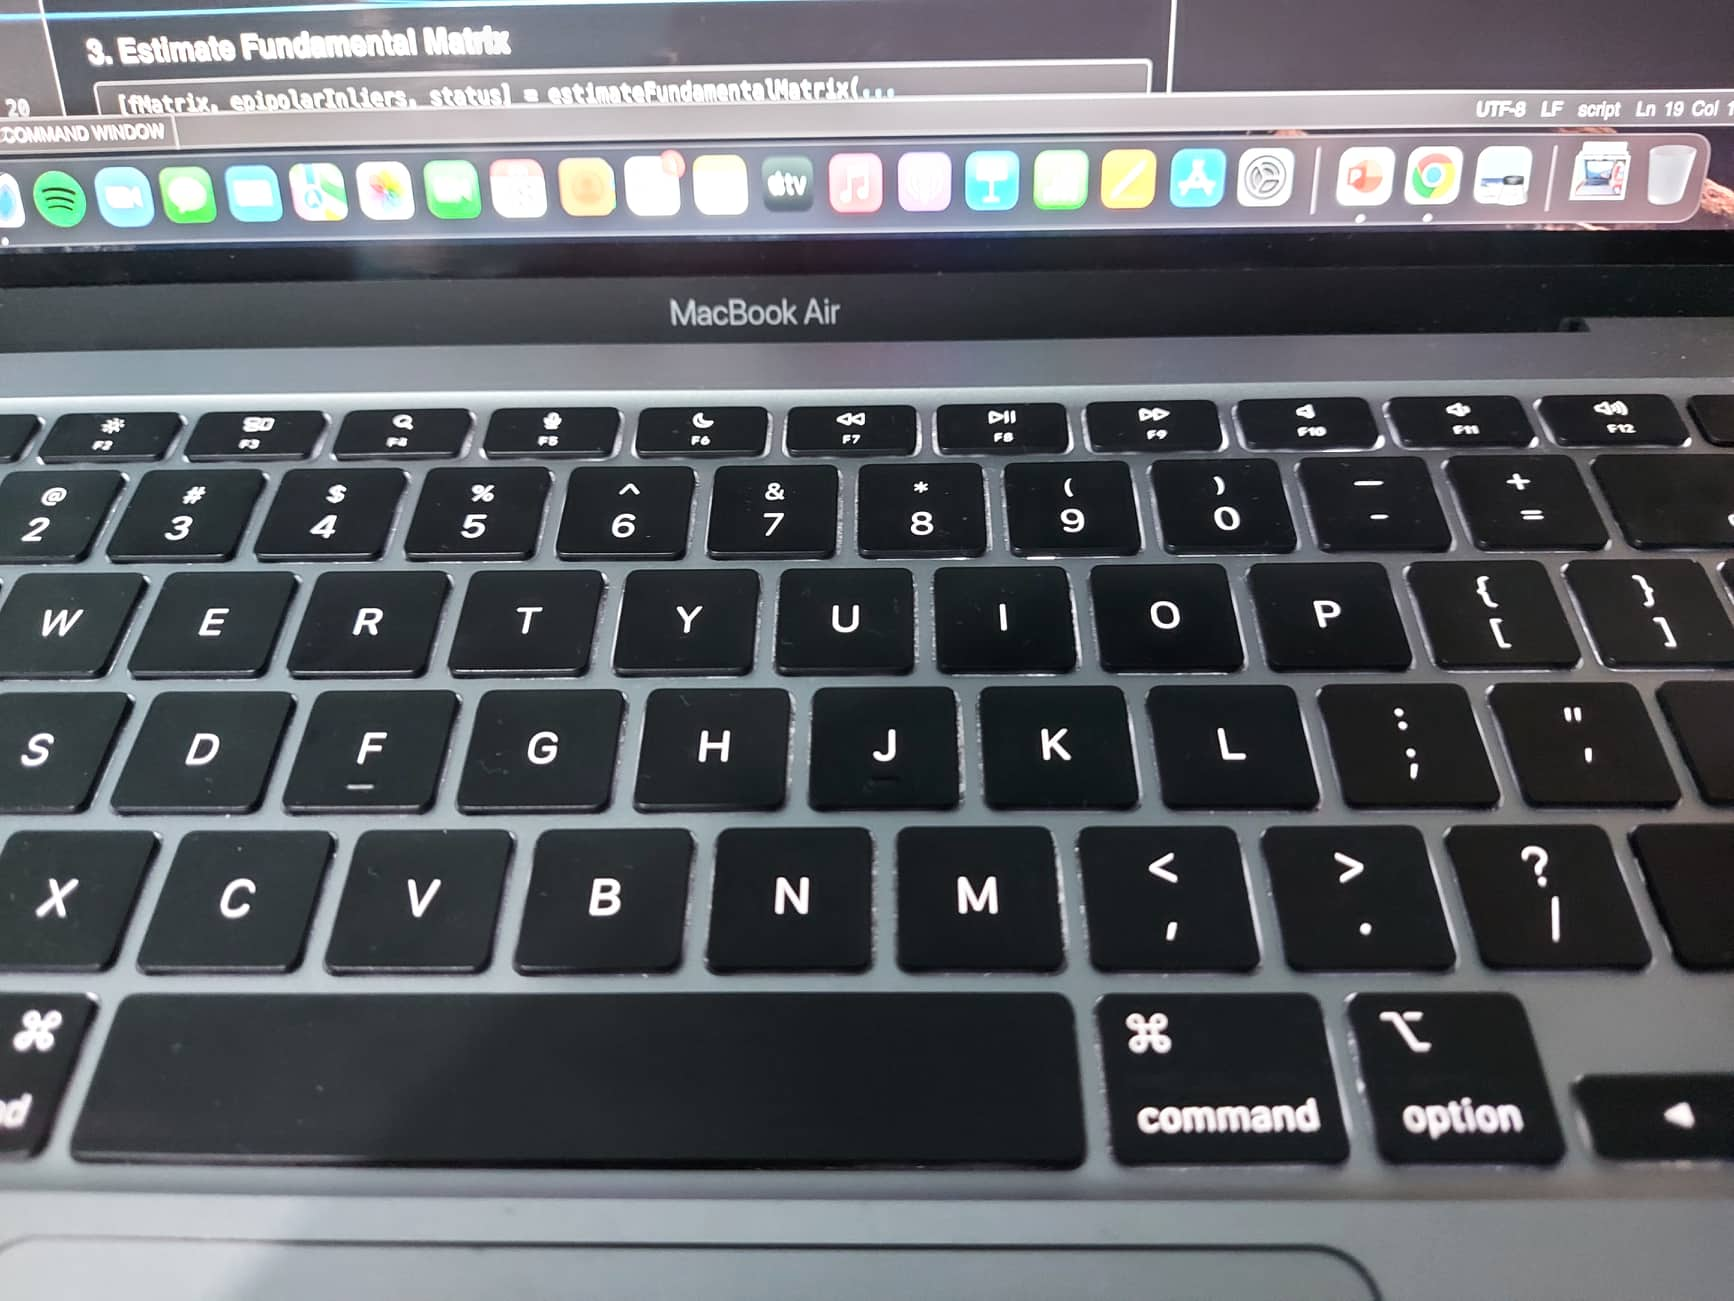 3. Estimate Fundamental Matrix
20
[fMatrix, epipolarInliers, status] = estimateFundamentalMatrix(...
UTF-8 LF script Ln 19 Col 1
COMMAND WINDOW
tv
MacBook Air
F2 F3 F4 F5 F6 F7 F8 F9 F10 F11 F12
@ # $ % ^ & * ( ) — +
2 3 4 5 6 7 8 9 0 - =
W E R T Y U I O P { }
[ ]
S D F G H J K L : "
; '
X C V B N M < > ?
, . /
⌘ ⌘ ⌥
command option